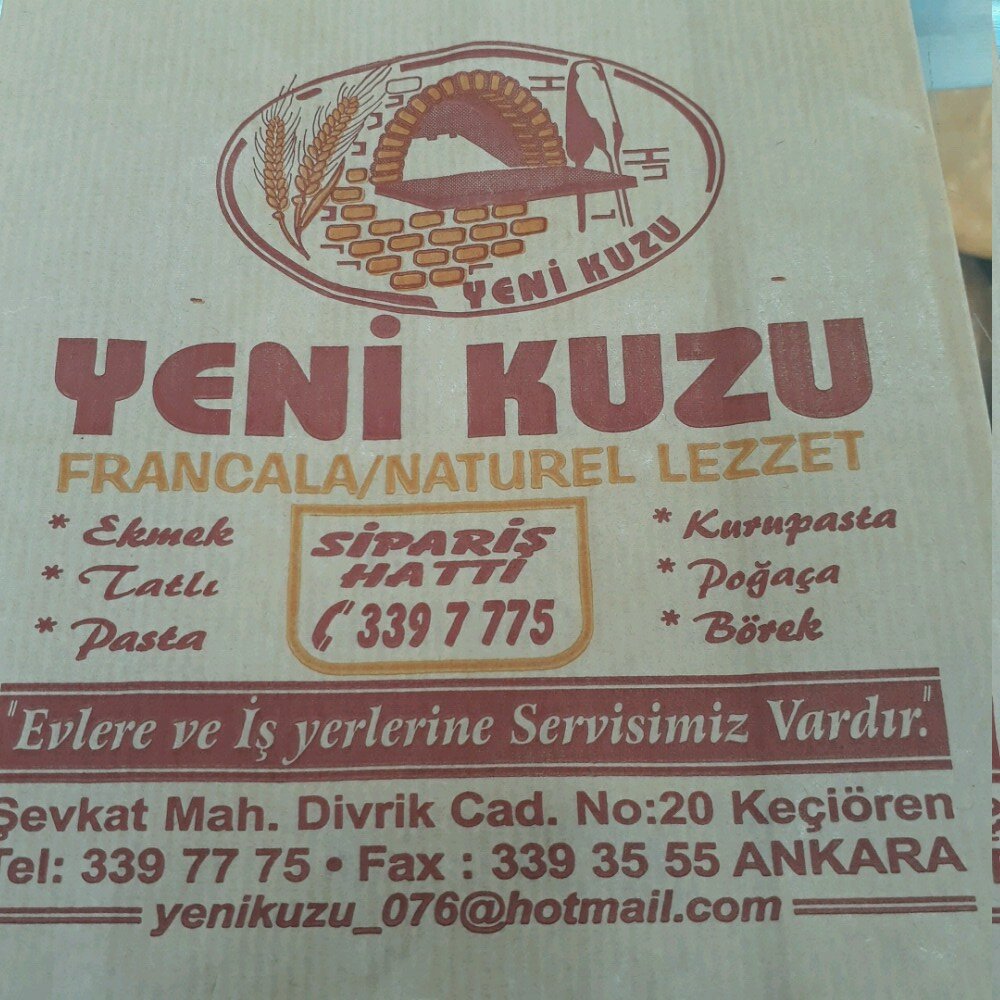 YENİ KUZU
YENİ KUZU
FRANCALA/NATUREL LEZZET
* Ekmek
* Tatlı
* Pasta
SİPARİŞ
HATTI
339 7 775
* Kurupasta
* Poğaça
* Börek
"Evlere ve İş yerlerine Servisimiz Vardır."
Şevkat Mah. Divrik Cad. No:20 Keçiören
Tel: 339 77 75 • Fax : 339 35 55 ANKARA
yenikuzu_076@hotmail.com